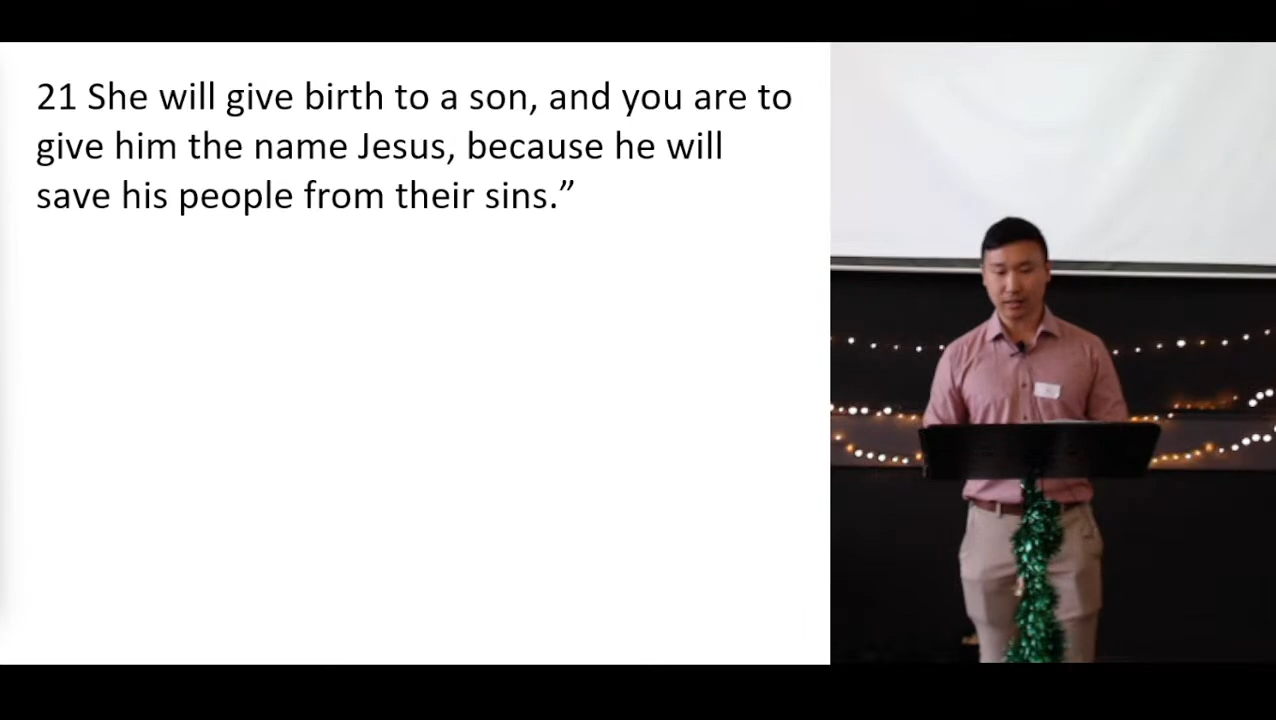 21 She will give birth to a son, and you are to
give him the name Jesus, because he will
save his people from their sins.”